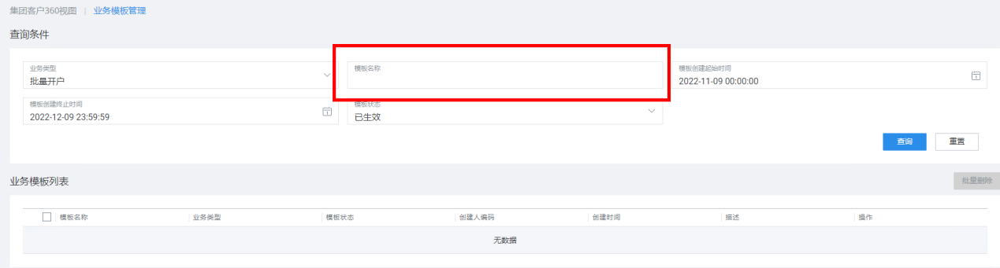 集团客户360视图 | 业务模板管理
查询条件
业务类型
批量开户
模板名称
模板创建起始时间
2022-11-09 00:00:00
模板创建终止时间
2022-12-09 23:59:59
模板状态
已生效
查询 重置
业务模板列表 批量删除
模板名称 业务类型 模板状态 创建人编码 创建时间 描述 操作
无数据